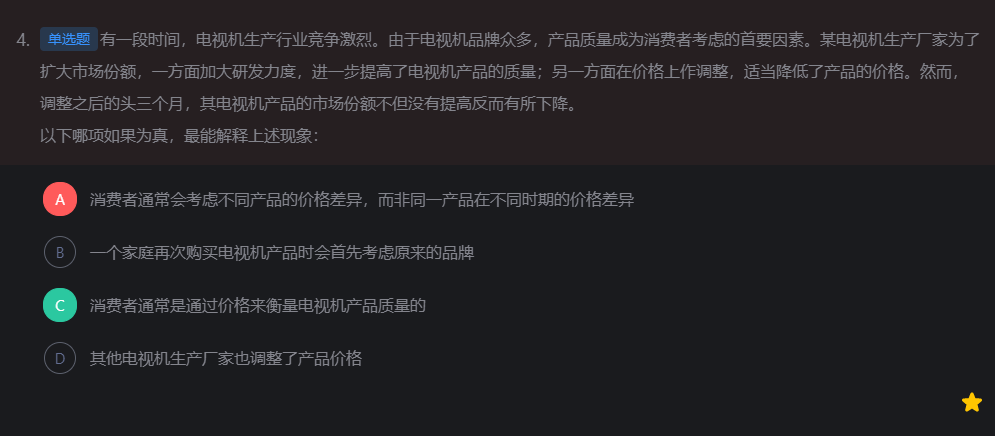 4. 单选题 有一段时间，电视机生产行业竞争激烈。由于电视机品牌众多，产品质量成为消费者考虑的首要因素。某电视机生产厂家为了
扩大市场份额，一方面加大研发力度，进一步提高了电视机产品的质量；另一方面在价格上作调整，适当降低了产品的价格。然而，
调整之后的头三个月，其电视机产品的市场份额不但没有提高反而有所下降。
以下哪项如果为真，最能解释上述现象：
A 消费者通常会考虑不同产品的价格差异，而非同一产品在不同时期的价格差异
B 一个家庭再次购买电视机产品时会首先考虑原来的品牌
C 消费者通常是通过价格来衡量电视机产品质量的
D 其他电视机生产厂家也调整了产品价格